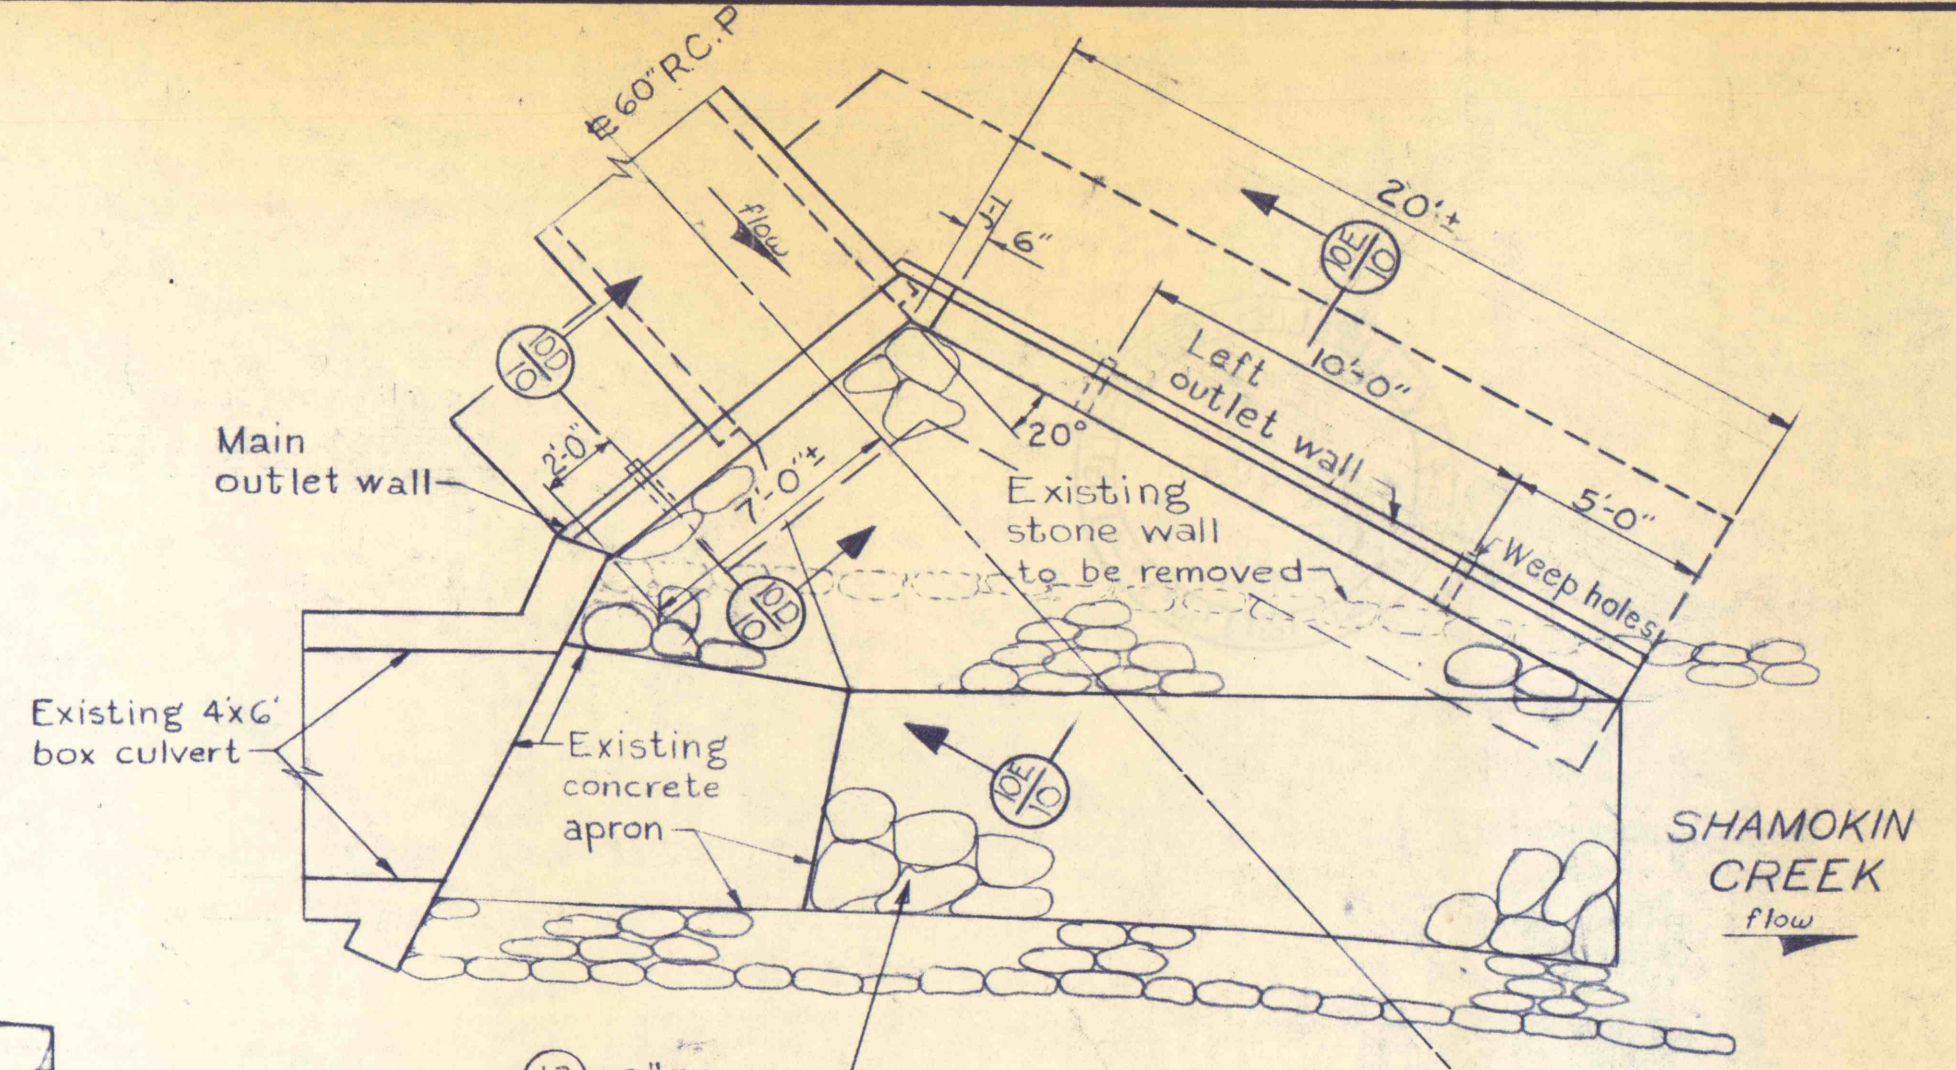 ℄ 60" R.C.P
flow
J-1
6"
20'±
10E
10
10D
10
Left
outlet wall
10'-0"
Main
outlet wall
2'-0"
7'-0"±
20°
Existing
stone wall
to be removed
5'-0"
Weep holes
10D
10
Existing 4'x6'
box culvert
Existing
concrete
apron
10E
10
SHAMOKIN
CREEK
flow